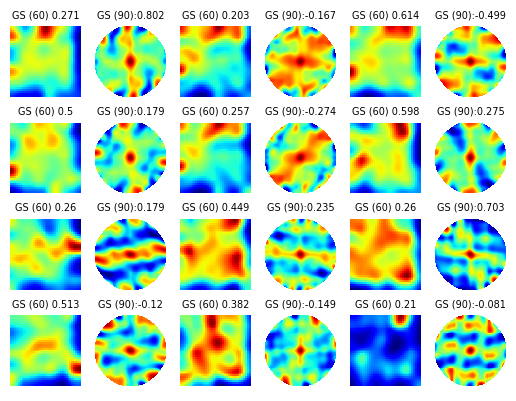 GS (60) 0.271 GS (90):0.802 GS (60) 0.203 GS (90):-0.167 GS (60) 0.614 GS (90):-0.499
GS (60) 0.5 GS (90):0.179 GS (60) 0.257 GS (90):-0.274 GS (60) 0.598 GS (90):0.275
GS (60) 0.26 GS (90):0.179 GS (60) 0.449 GS (90):0.235 GS (60) 0.26 GS (90):0.703
GS (60) 0.513 GS (90):-0.12 GS (60) 0.382 GS (90):-0.149 GS (60) 0.21 GS (90):-0.081